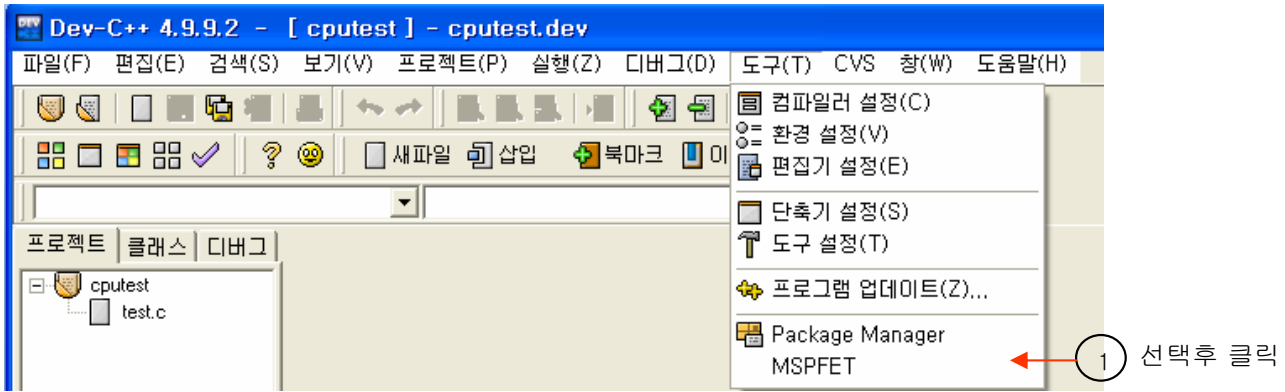 Dev-C++ 4.9.9.2 - [ cputest ] - cputest.dev
파일(F) 편집(E) 검색(S) 보기(V) 프로젝트(P) 실행(Z) 디버그(D) 도구(T) CVS 창(W) 도움말(H)
컴파일러 설정(C)
환경 설정(V)
편집기 설정(E)
단축기 설정(S)
도구 설정(T)
프로그램 업데이트(Z)...
Package Manager
MSPFET
새파일 삽입 북마크 이
프로젝트 클래스 디버그
cputest
test.c
1 선택후 클릭